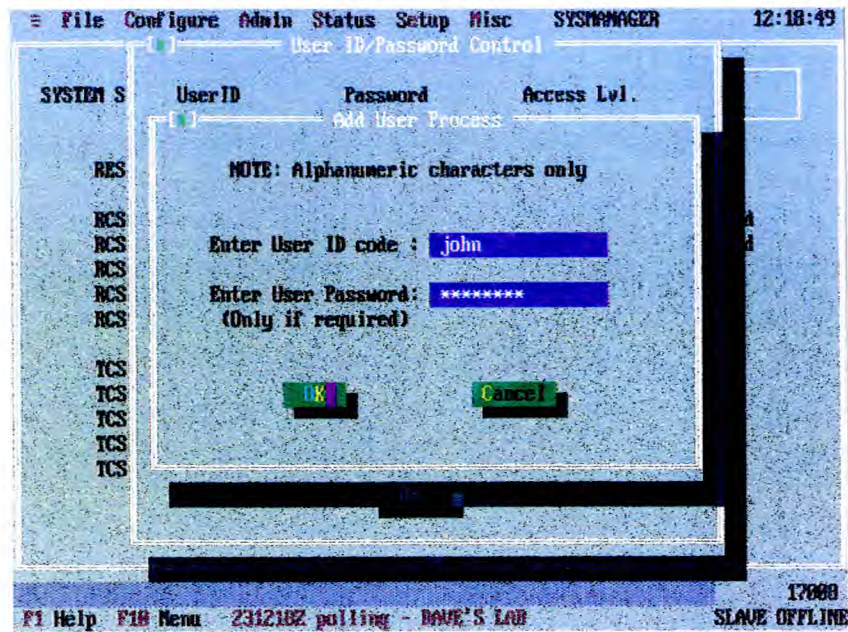 ≡ File Configure Admin Status Setup Misc SYSMANAGER 12:18:49
User ID/Password Control
SYSTEM S UserID Password Access Lvl.
Add User Process
RES NOTE: Alphanumeric characters only
RCS d
RCS Enter User ID code : john d
RCS
RCS Enter User Password: ********
RCS (Only if required)
TCS
TCS OK Cancel
TCS
TCS
TCS
F1 Help F10 Menu 231218Z polling - DAVE'S LAB SLAVE OFFLINE